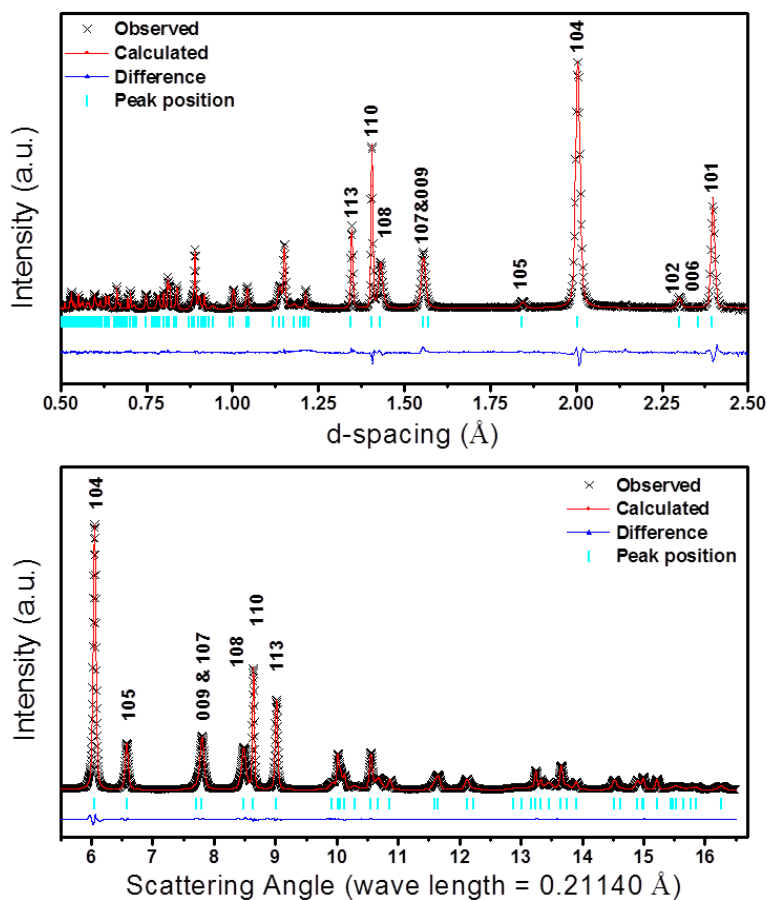 Observed
Calculated
Difference
Peak position
Intensity (a.u.)
113
110
108
107&009
105
104
102
006
101
0.50 0.75 1.00 1.25 1.50 1.75 2.00 2.25 2.50
d-spacing (Å)
Observed
Calculated
Difference
Peak position
Intensity (a.u.)
104
105
009 & 107
108
110
113
6 7 8 9 10 11 12 13 14 15 16
Scattering Angle (wave length = 0.21140 Å)